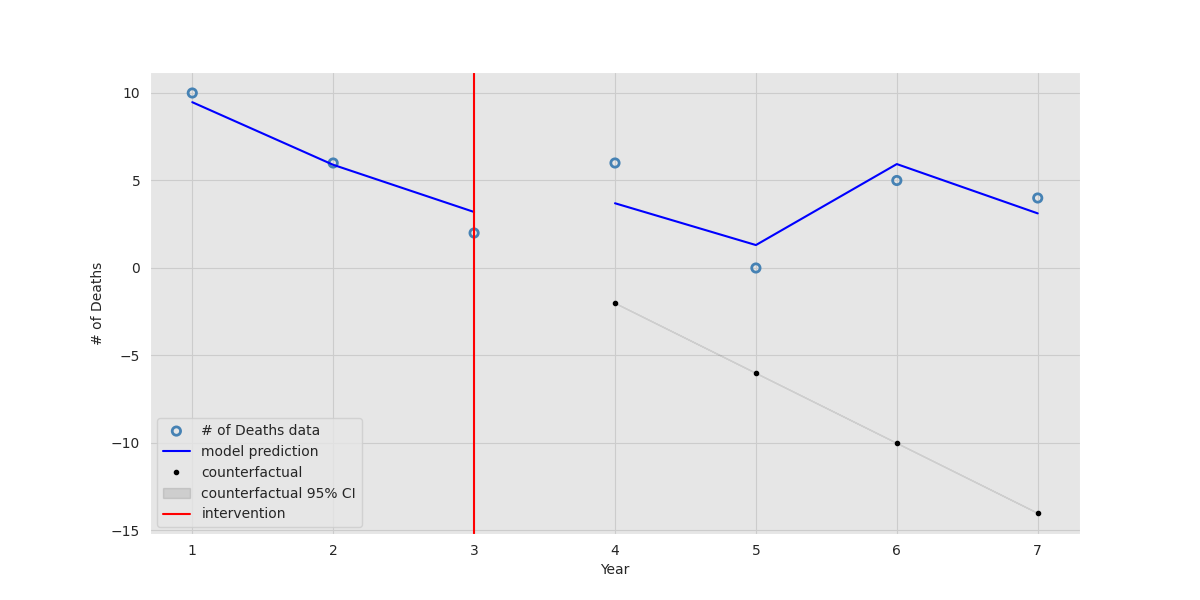 10
5
0
−5
−10
−15
# of Deaths
# of Deaths data
model prediction
counterfactual
counterfactual 95% CI
intervention
1 2 3 4 5 6 7
Year